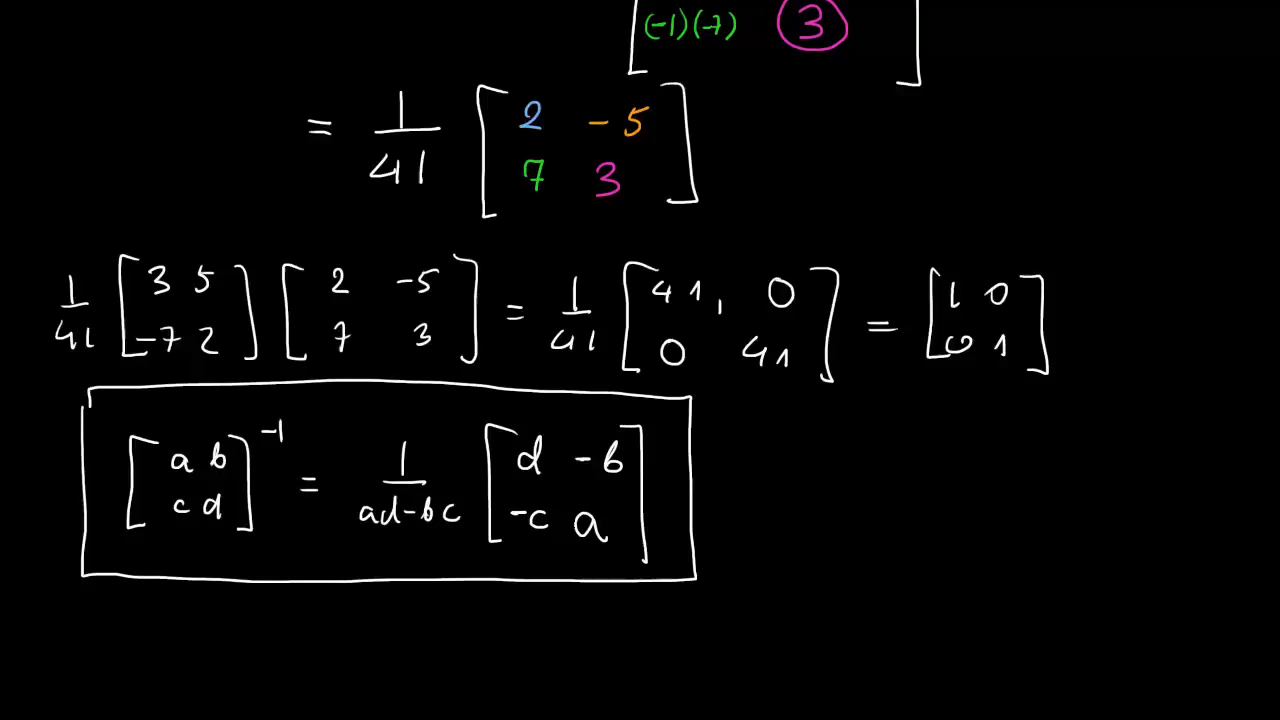 (-1)(-7) 3
= 1/41 [2 -5; 7 3]
1/41 [3 5; -7 2] [2 -5; 7 3] = 1/41 [41, 0; 0 41] = [1 0; 0 1]
[a b; c d]^-1 = 1/ad-bc [d -b; -c a]